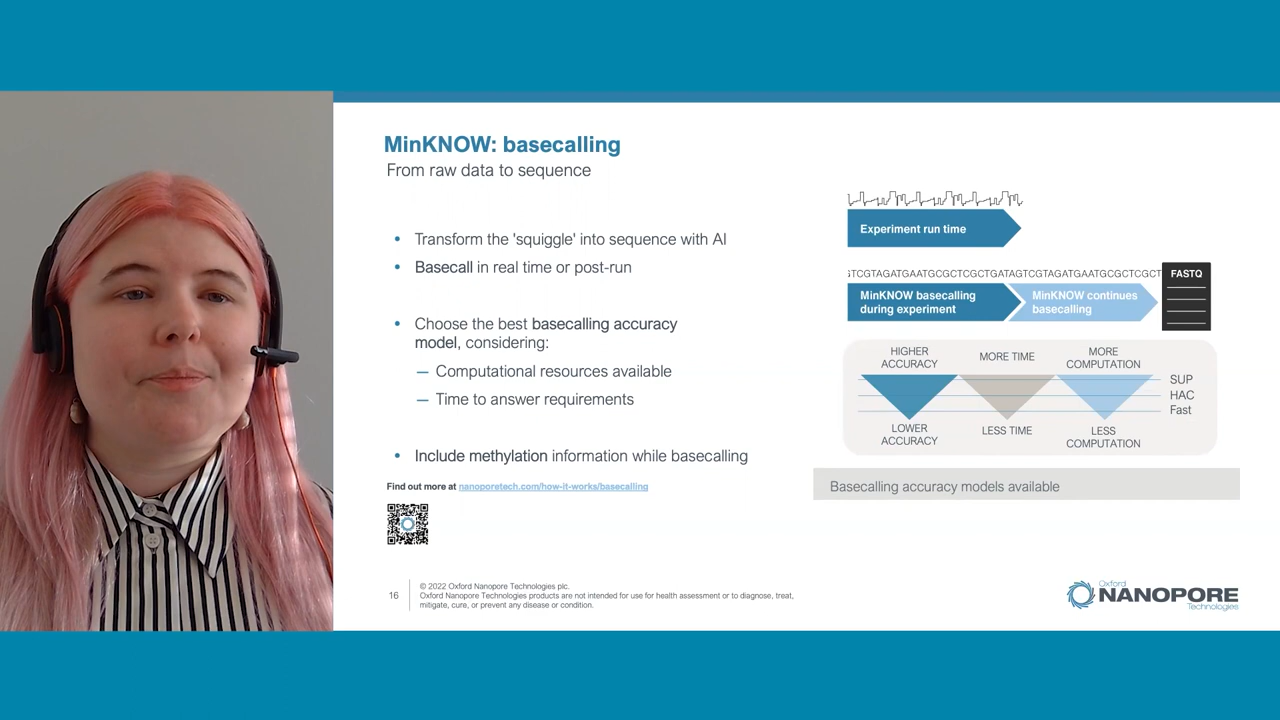 MinKNOW: basecalling
From raw data to sequence
• Transform the 'squiggle' into sequence with AI
• Basecall in real time or post-run
• Choose the best basecalling accuracy
model, considering:
— Computational resources available
— Time to answer requirements
• Include methylation information while basecalling
Find out more at nanoporetech.com/how-it-works/basecalling
Experiment run time
TCGTAGATGAATGCGCTCGCTGATAGTCGTAGATGAATGCGCTCGCT
FASTQ
MinKNOW basecalling
during experiment
MinKNOW continues
basecalling
HIGHER
ACCURACY
MORE TIME
MORE
COMPUTATION
SUP
HAC
Fast
LOWER
ACCURACY
LESS TIME
LESS
COMPUTATION
Basecalling accuracy models available
16
© 2022 Oxford Nanopore Technologies plc.
Oxford Nanopore Technologies products are not intended for use for health assessment or to diagnose, treat,
mitigate, cure, or prevent any disease or condition.
Oxford
NANOPORE
Technologies